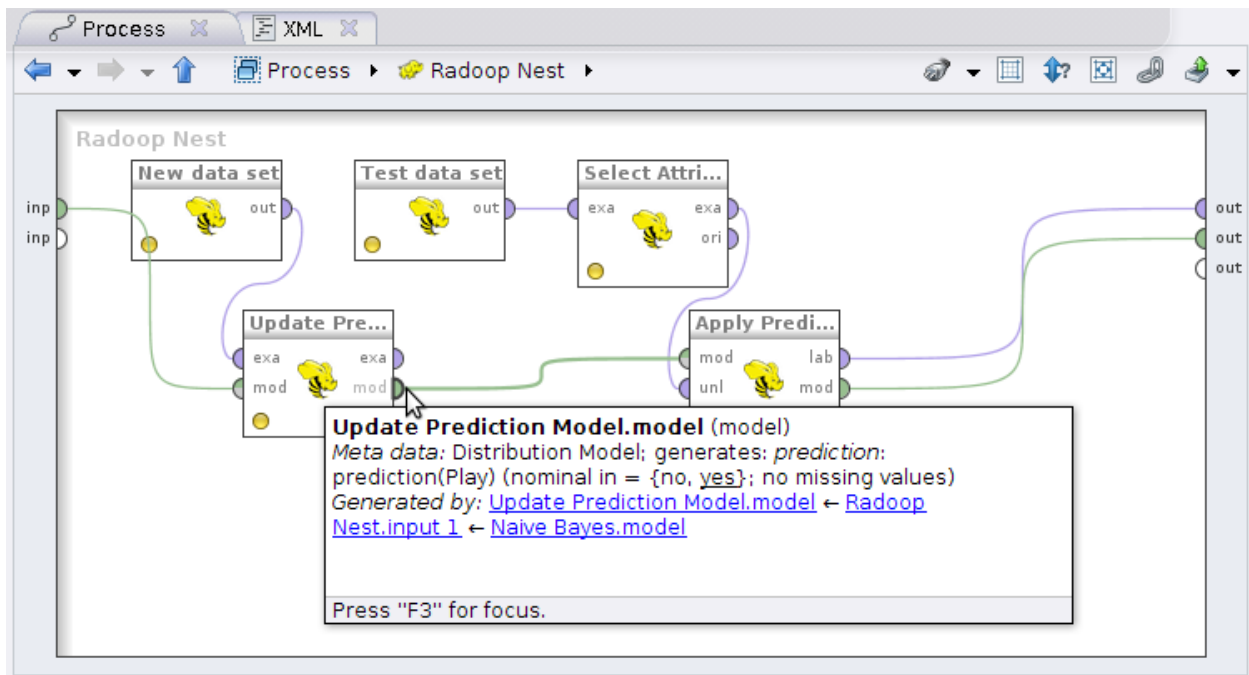 Process
XML
Process
Radoop Nest
Radoop Nest
New data set
Test data set
Select Attri...
inp
out
out
exa
exa
out
inp
ori
out
out
Update Pre...
Apply Predi...
exa
exa
mod
lab
mod
mod
unl
mod
Update Prediction Model.model (model)
Meta data: Distribution Model; generates: prediction:
prediction(Play) (nominal in = {no, yes}; no missing values)
Generated by: Update Prediction Model.model ← Radoop
Nest.input 1 ← Naive Bayes.model
Press "F3" for focus.